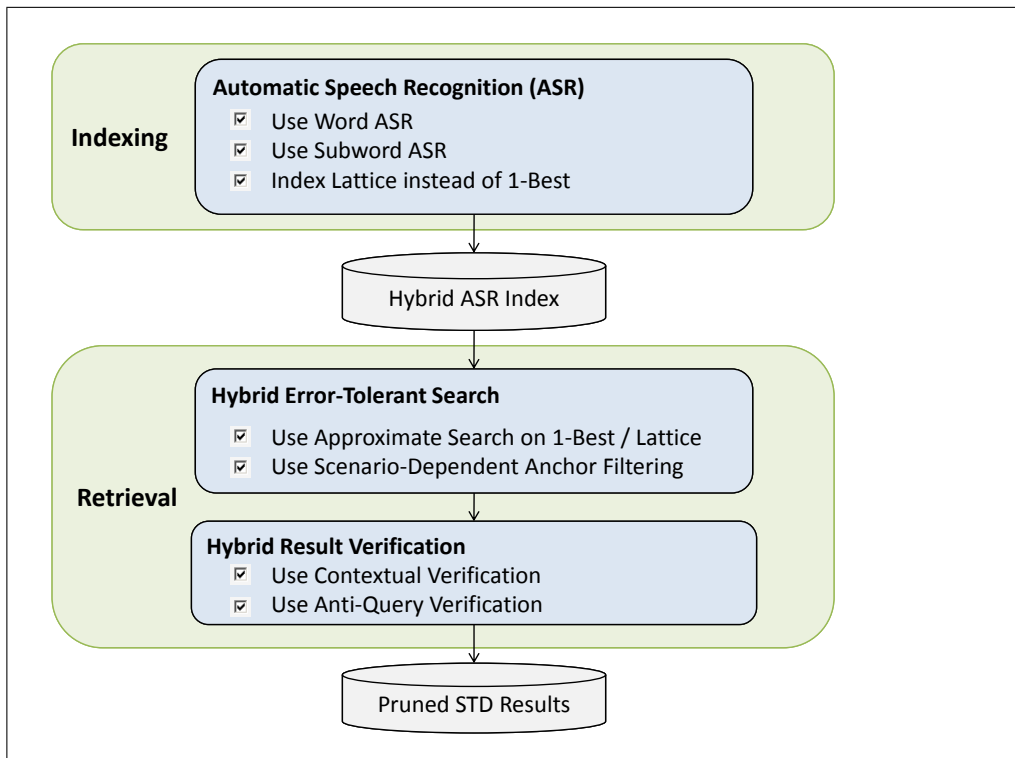 Automatic Speech Recognition (ASR)
Indexing
Use Word ASR
Use Subword ASR
Index Lattice instead of 1-Best
Hybrid ASR Index
Hybrid Error-Tolerant Search
Use Approximate Search on 1-Best / Lattice
Use Scenario-Dependent Anchor Filtering
Retrieval
Hybrid Result Verification
Use Contextual Verification
Use Anti-Query Verification
Pruned STD Results